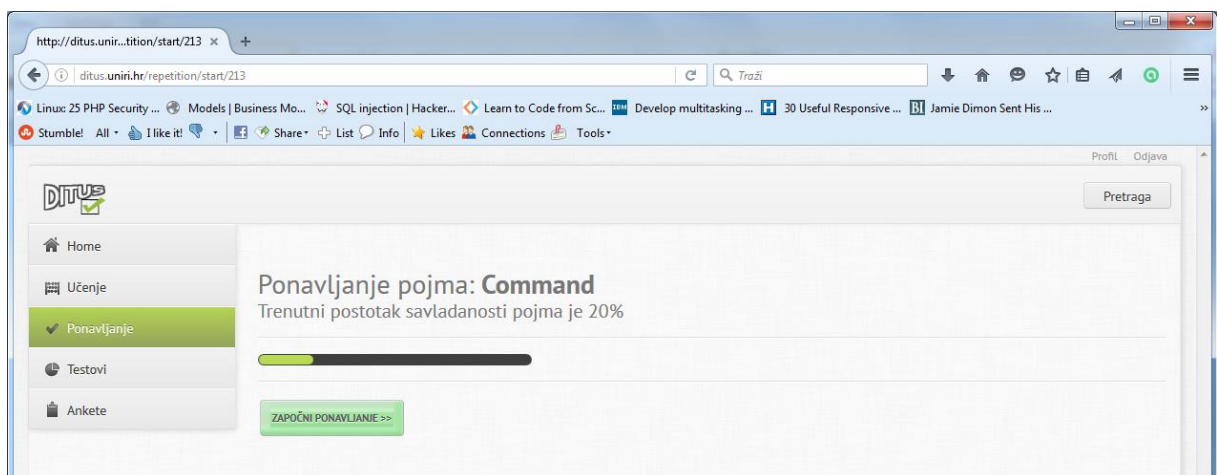 http://ditus.unir...tition/start/213 × +
ditus.uniri.hr/repetition/start/213 Traži
Linux: 25 PHP Security ... Models | Business Mo... SQL injection | Hacker... Learn to Code from Sc... IBM Develop multitasking ... H 30 Useful Responsive ... BI Jamie Dimon Sent His ... »
Stumble! All I like it! Share List Info Likes Connections Tools
Profil Odjava
DITUS
Pretraga
Home
Učenje
Ponavljanje
Testovi
Ankete
Ponavljanje pojma: Command
Trenutni postotak savladanosti pojma je 20%
ZAPOČNI PONAVLJANJE >>